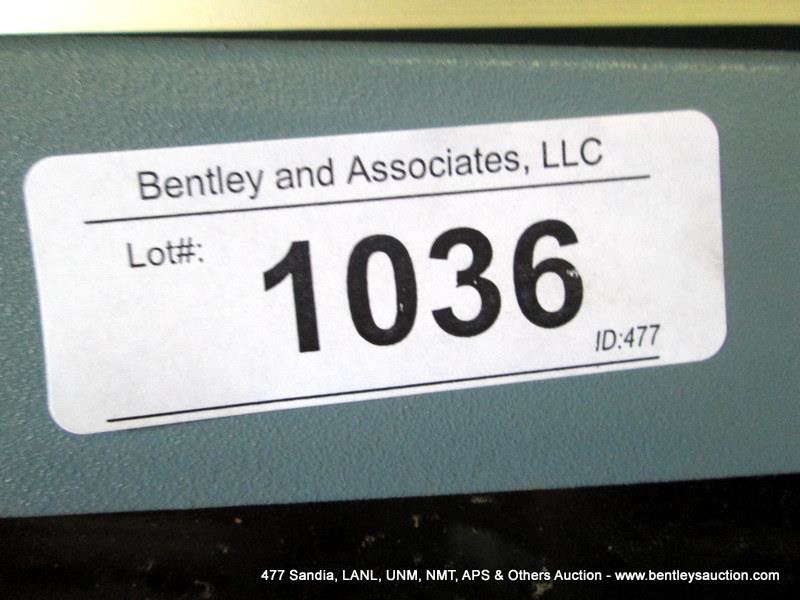 Bentley and Associates, LLC
Lot#:
1036
ID:477
477 Sandia, LANL, UNM, NMT, APS & Others Auction - www.bentleysauction.com